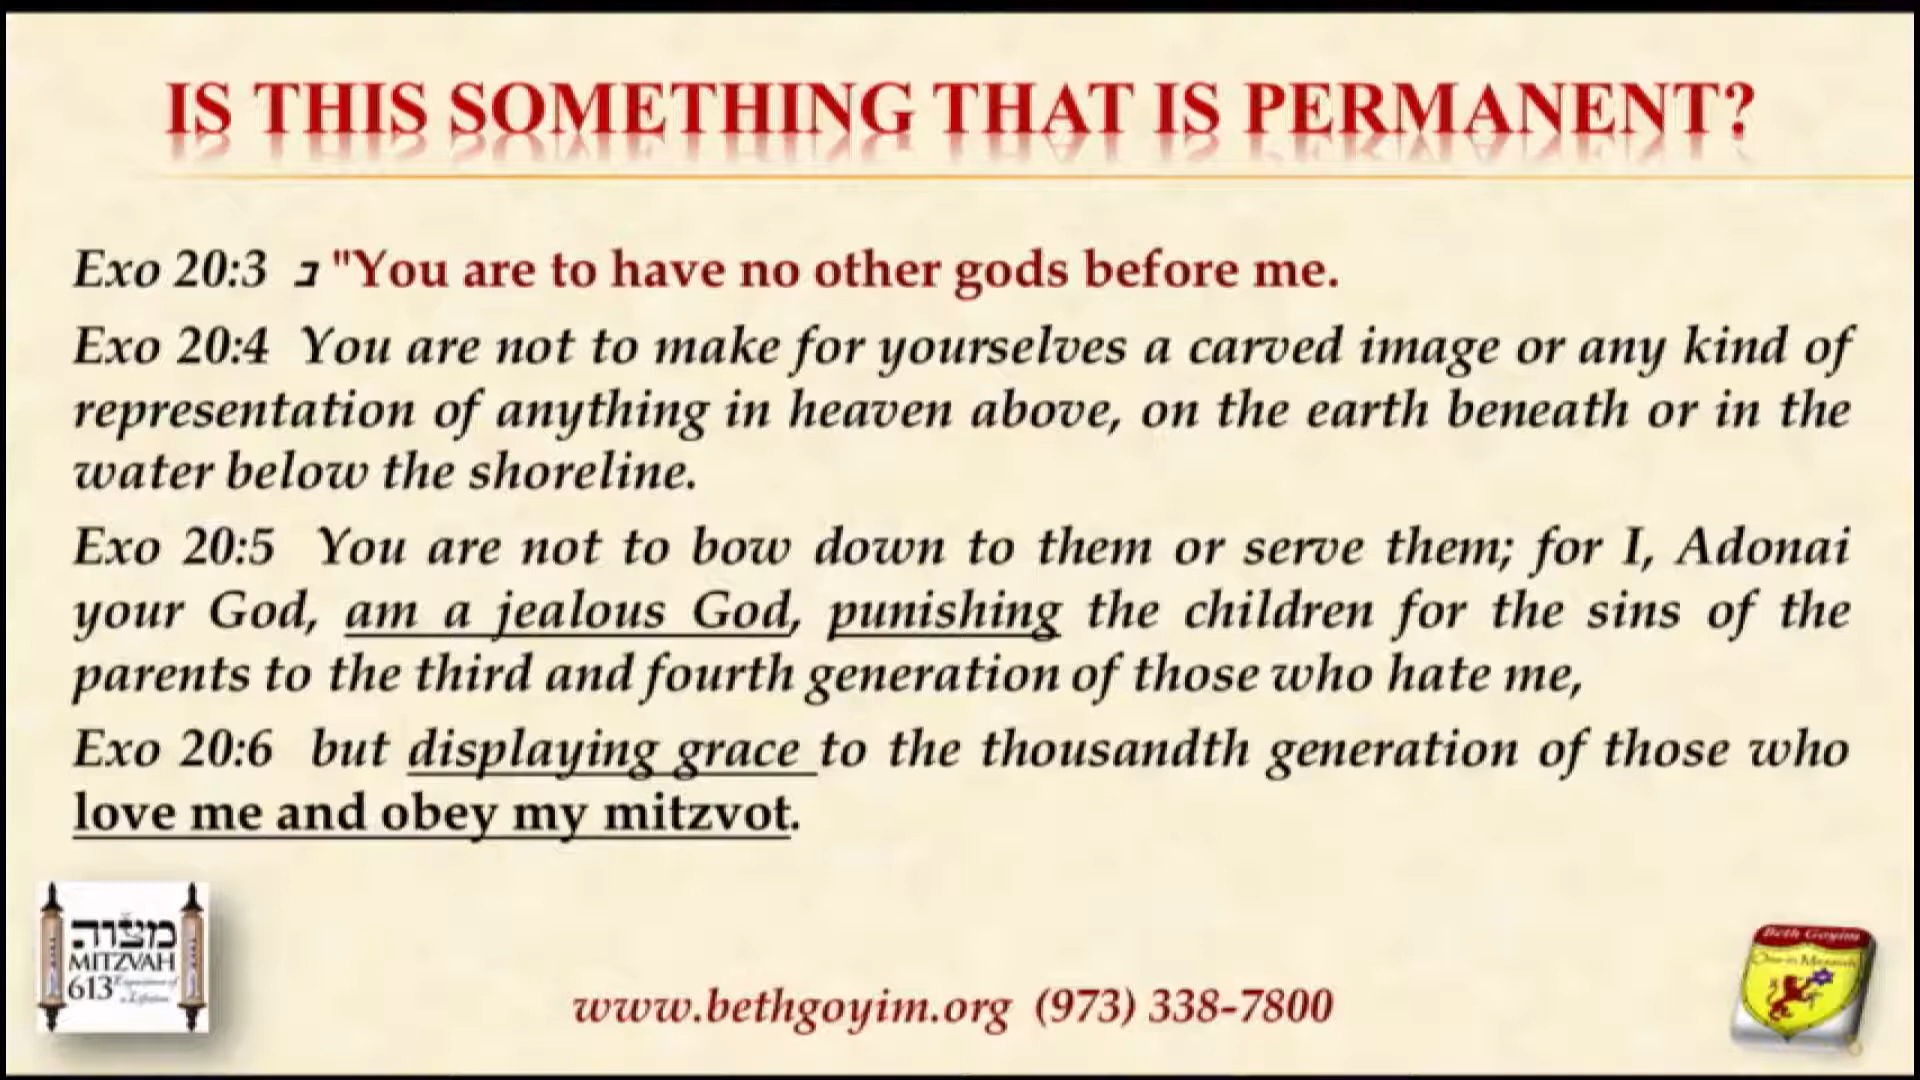 IS THIS SOMETHING THAT IS PERMANENT?
Exo 20:3 כ "You are to have no other gods before me.
Exo 20:4 You are not to make for yourselves a carved image or any kind of
representation of anything in heaven above, on the earth beneath or in the
water below the shoreline.
Exo 20:5 You are not to bow down to them or serve them; for I, Adonai
your God, am a jealous God, punishing the children for the sins of the
parents to the third and fourth generation of those who hate me,
Exo 20:6 but displaying grace to the thousandth generation of those who
love me and obey my mitzvot.
מצוה
MITZVAH
613
www.bethgoyim.org (973) 338-7800
Beth Goyim